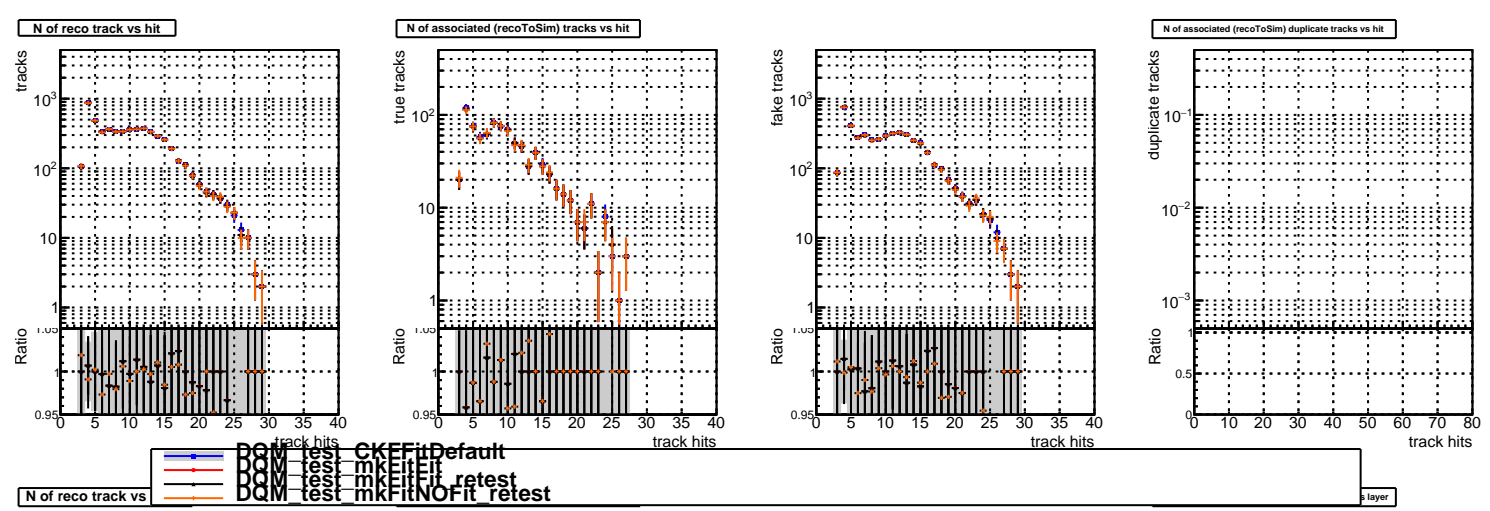 N of reco track vs hit
N of associated (recoToSim) tracks vs hit
N of associated (recoToSim) duplicate tracks vs hit
tracks
10³
10²
10
1
Ratio
1.05
1
0.95
0 5 10 15 20 25 30 35 40
track hits
true tracks
10²
10
1
Ratio
1.05
1
0.95
0 5 10 15 20 25 30 35 40
track hits
fake tracks
10³
10²
10
1
Ratio
1.05
1
0.95
0 5 10 15 20 25 30 35 40
track hits
duplicate tracks
10⁻¹
10⁻²
10⁻³
Ratio
1
0.5
0
0 10 20 30 40 50 60 70 80
track hits
DQM_test_CKFFitDefault
DQM_test_mkFitFit
DQM_test_mkFitFit_retest
DQM_test_mkFitNOFit_retest
N of reco track vs
s layer